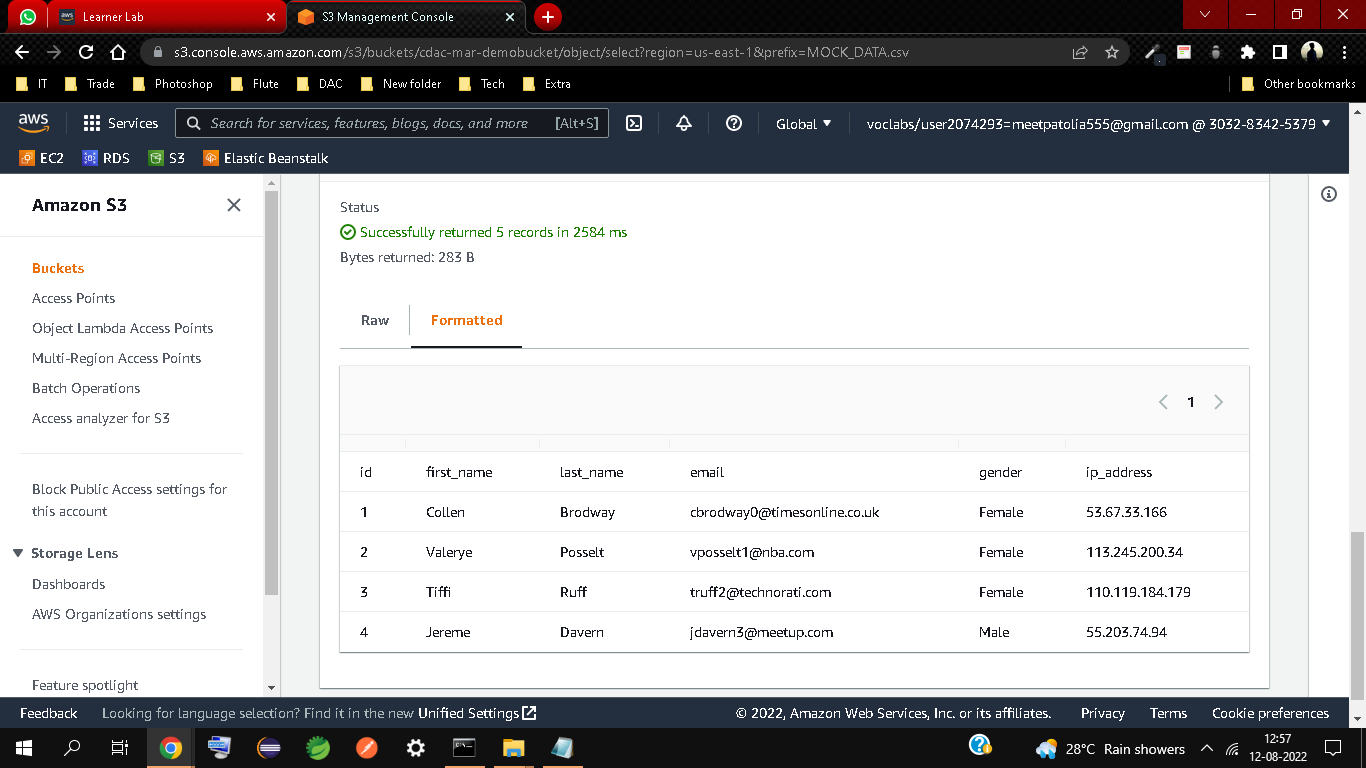 Learner Lab
S3 Management Console
s3.console.aws.amazon.com/s3/buckets/cdac-mar-demobucket/object/select?region=us-east-1&prefix=MOCK_DATA.csv
IT Trade Photoshop Flute DAC New folder Tech Extra Other bookmarks
aws Services Search for services, features, blogs, docs, and more [Alt+S] Global voclabs/user2074293=meetpatolia555@gmail.com @ 3032-8342-5379
EC2 RDS S3 Elastic Beanstalk
Amazon S3
Buckets
Access Points
Object Lambda Access Points
Multi-Region Access Points
Batch Operations
Access analyzer for S3
Block Public Access settings for
this account
Storage Lens
Dashboards
AWS Organizations settings
Feature spotlight
Status
Successfully returned 5 records in 2584 ms
Bytes returned: 283 B
Raw Formatted
1
id first_name last_name email gender ip_address
1 Collen Brodway cbrodway0@timesonline.co.uk Female 53.67.33.166
2 Valerye Posselt vposselt1@nba.com Female 113.245.200.34
3 Tiffi Ruff truff2@technorati.com Female 110.119.184.179
4 Jereme Davern jdavern3@meetup.com Male 55.203.74.94
Feedback Looking for language selection? Find it in the new Unified Settings © 2022, Amazon Web Services, Inc. or its affiliates. Privacy Terms Cookie preferences
28°C Rain showers
12:57
12-08-2022